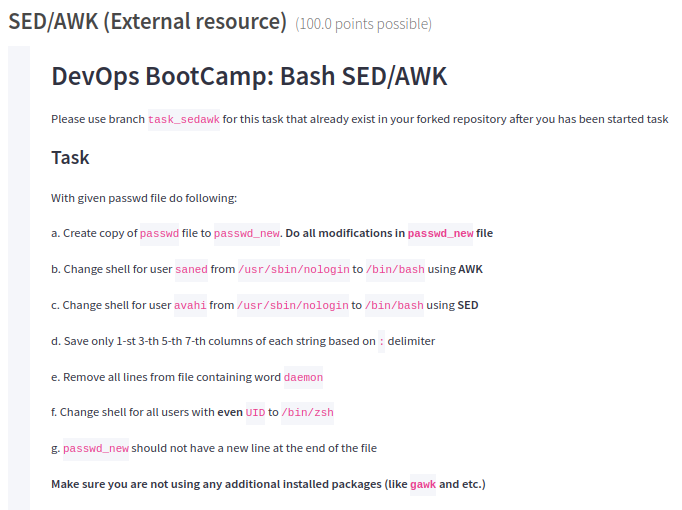 SED/AWK (External resource) (100.0 points possible)
DevOps BootCamp: Bash SED/AWK
Please use branch task_sedawk for this task that already exist in your forked repository after you has been started task
Task
With given passwd file do following:
a. Create copy of passwd file to passwd_new. Do all modifications in passwd_new file
b. Change shell for user saned from /usr/sbin/nologin to /bin/bash using AWK
c. Change shell for user avahi from /usr/sbin/nologin to /bin/bash using SED
d. Save only 1-st 3-th 5-th 7-th columns of each string based on : delimiter
e. Remove all lines from file containing word daemon
f. Change shell for all users with even UID to /bin/zsh
g. passwd_new should not have a new line at the end of the file
Make sure you are not using any additional installed packages (like gawk and etc.)